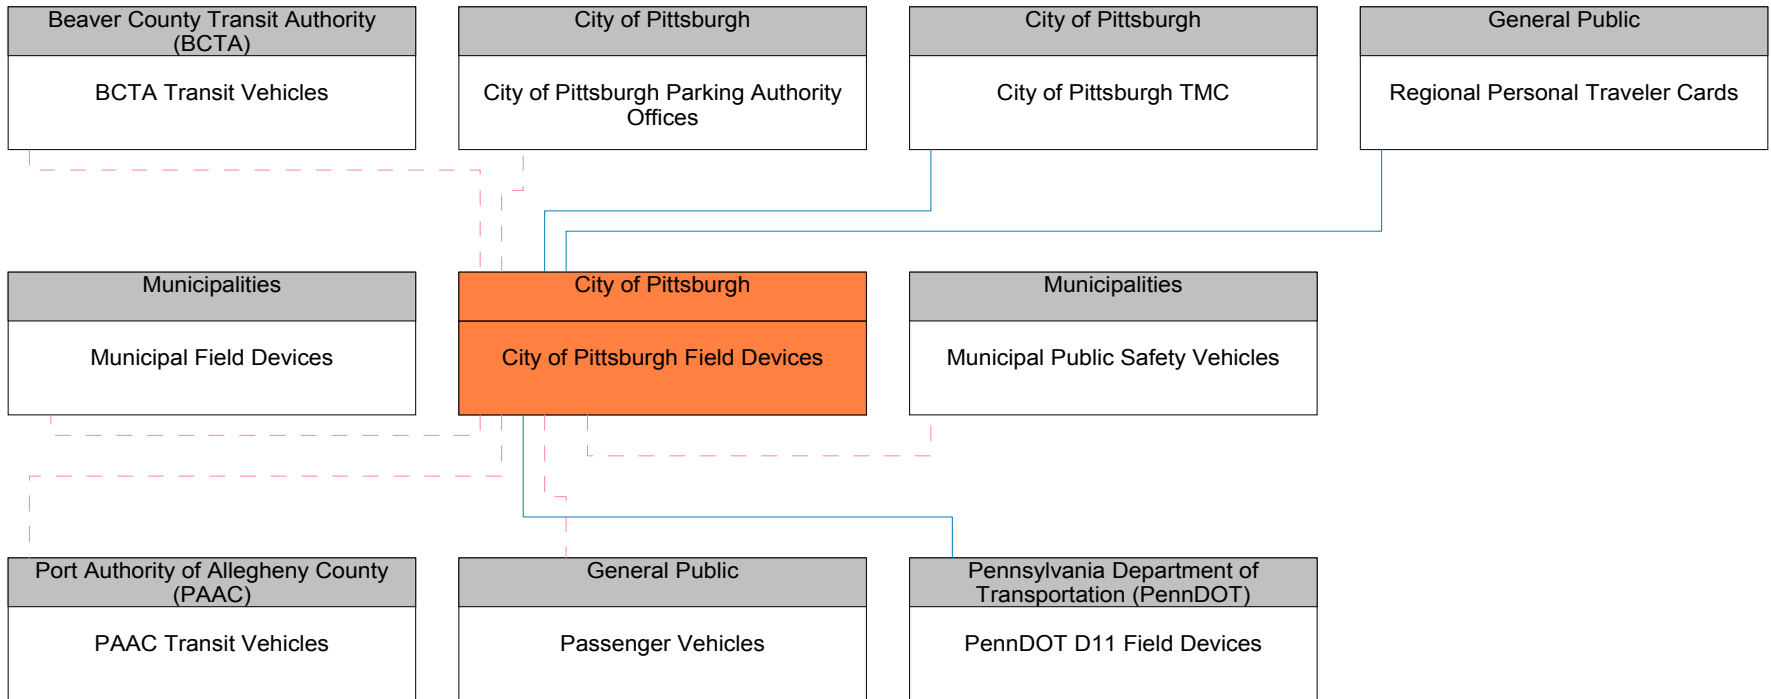 Beaver County Transit Authority
(BCTA)
BCTA Transit Vehicles
City of Pittsburgh
City of Pittsburgh Parking Authority
Offices
City of Pittsburgh
City of Pittsburgh TMC
General Public
Regional Personal Traveler Cards
Municipalities
Municipal Field Devices
City of Pittsburgh
City of Pittsburgh Field Devices
Municipalities
Municipal Public Safety Vehicles
Port Authority of Allegheny County
(PAAC)
PAAC Transit Vehicles
General Public
Passenger Vehicles
Pennsylvania Department of
Transportation (PennDOT)
PennDOT D11 Field Devices